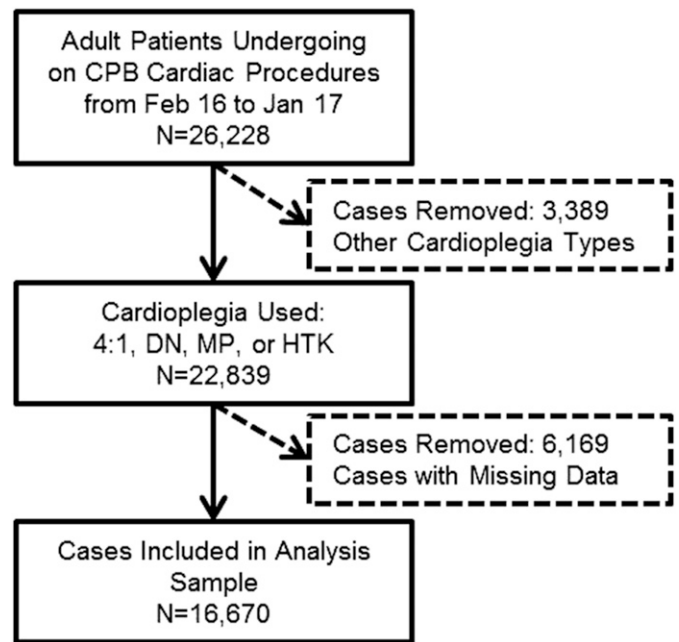 Adult Patients Undergoing
on CPB Cardiac Procedures
from Feb 16 to Jan 17
N=26,228
Cases Removed: 3,389
Other Cardioplegia Types
Cardioplegia Used:
4:1, DN, MP, or HTK
N=22,839
Cases Removed: 6,169
Cases with Missing Data
Cases Included in Analysis
Sample
N=16,670